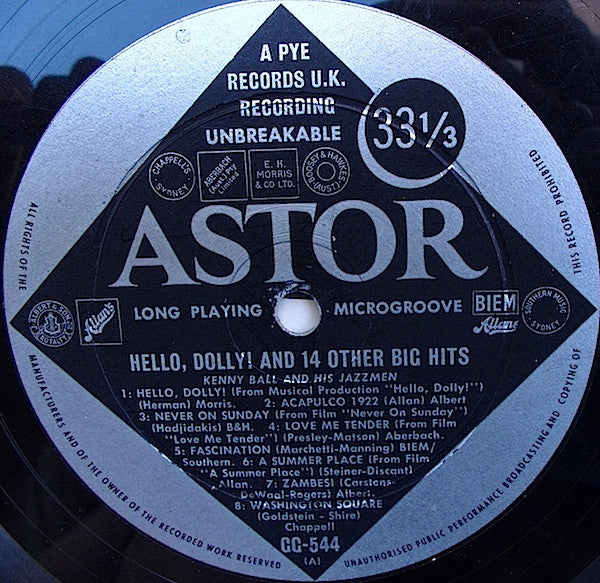 A PYE
RECORDS U.K.
RECORDING
UNBREAKABLE
33 1/3
CHAPPELL'S SYDNEY
ABERBACH (Aust) Pty. Limited
E. H. MORRIS & CO LTD.
BOOSEY & HAWKES (AUST)
ASTOR
ALBERT & SON ROYALTY
Allan's
LONG PLAYING MICROGROOVE
BIEM
Allans
SOUTHERN MUSIC SYDNEY
HELLO, DOLLY! AND 14 OTHER BIG HITS
KENNY BALL AND HIS JAZZMEN
1: HELLO, DOLLY! (From Musical Production "Hello, Dolly!")
(Herman) Morris. 2: ACAPULCO 1922 (Allan) Albert
3: NEVER ON SUNDAY (From Film "Never On Sunday")
(Hadjidakis) B&H. 4: LOVE ME TENDER (From Film
"Love Me Tender") (Presley-Matson) Aberbach.
5: FASCINATION (Marchetti-Manning) BIEM/
Southern. 6: A SUMMER PLACE (From Film
"A Summer Place") (Steiner-Discant)
Allan. 7: ZAMBESI (Carstens-
DeWaal-Rogers) Albert.
8: WASHINGTON SQUARE
(Goldstein - Shire)
Chappell
GG-544
(A)
ALL RIGHTS OF THE
MANUFACTURERS AND OF THE OWNER OF THE RECORDED WORK RESERVED
UNAUTHORISED PUBLIC PERFORMANCE BROADCASTING AND COPYING OF
THIS RECORD PROHIBITED